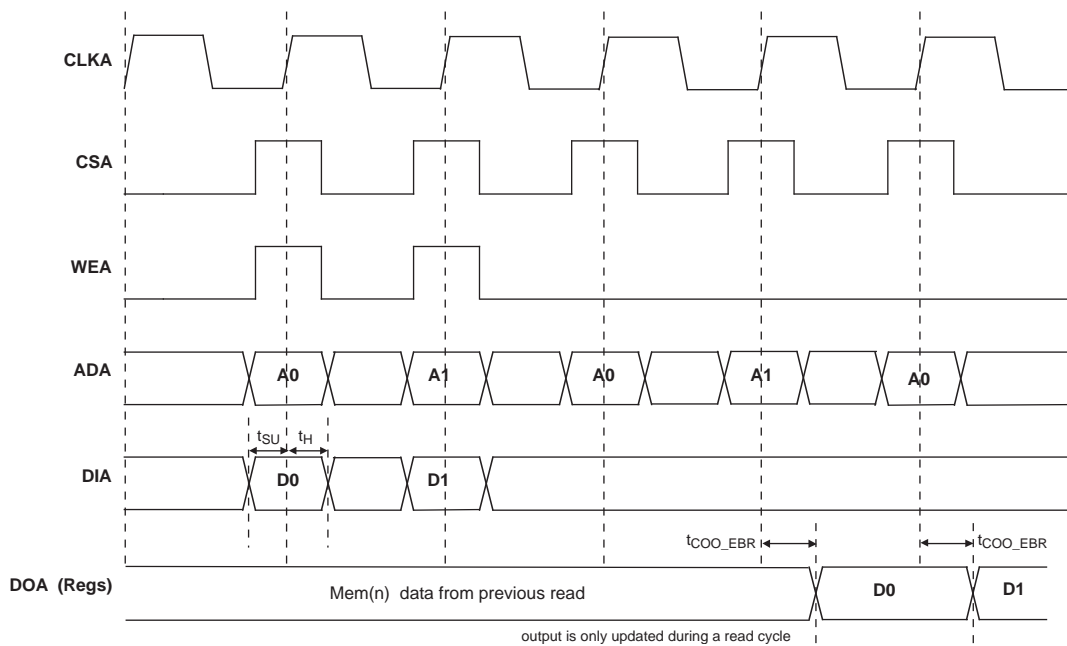 CLKA
CSA
WEA
ADA
A0
A1
A0
A1
A0
tSU
tH
DIA
D0
D1
tCOO_EBR
tCOO_EBR
DOA (Regs)
Mem(n) data from previous read
D0
D1
output is only updated during a read cycle